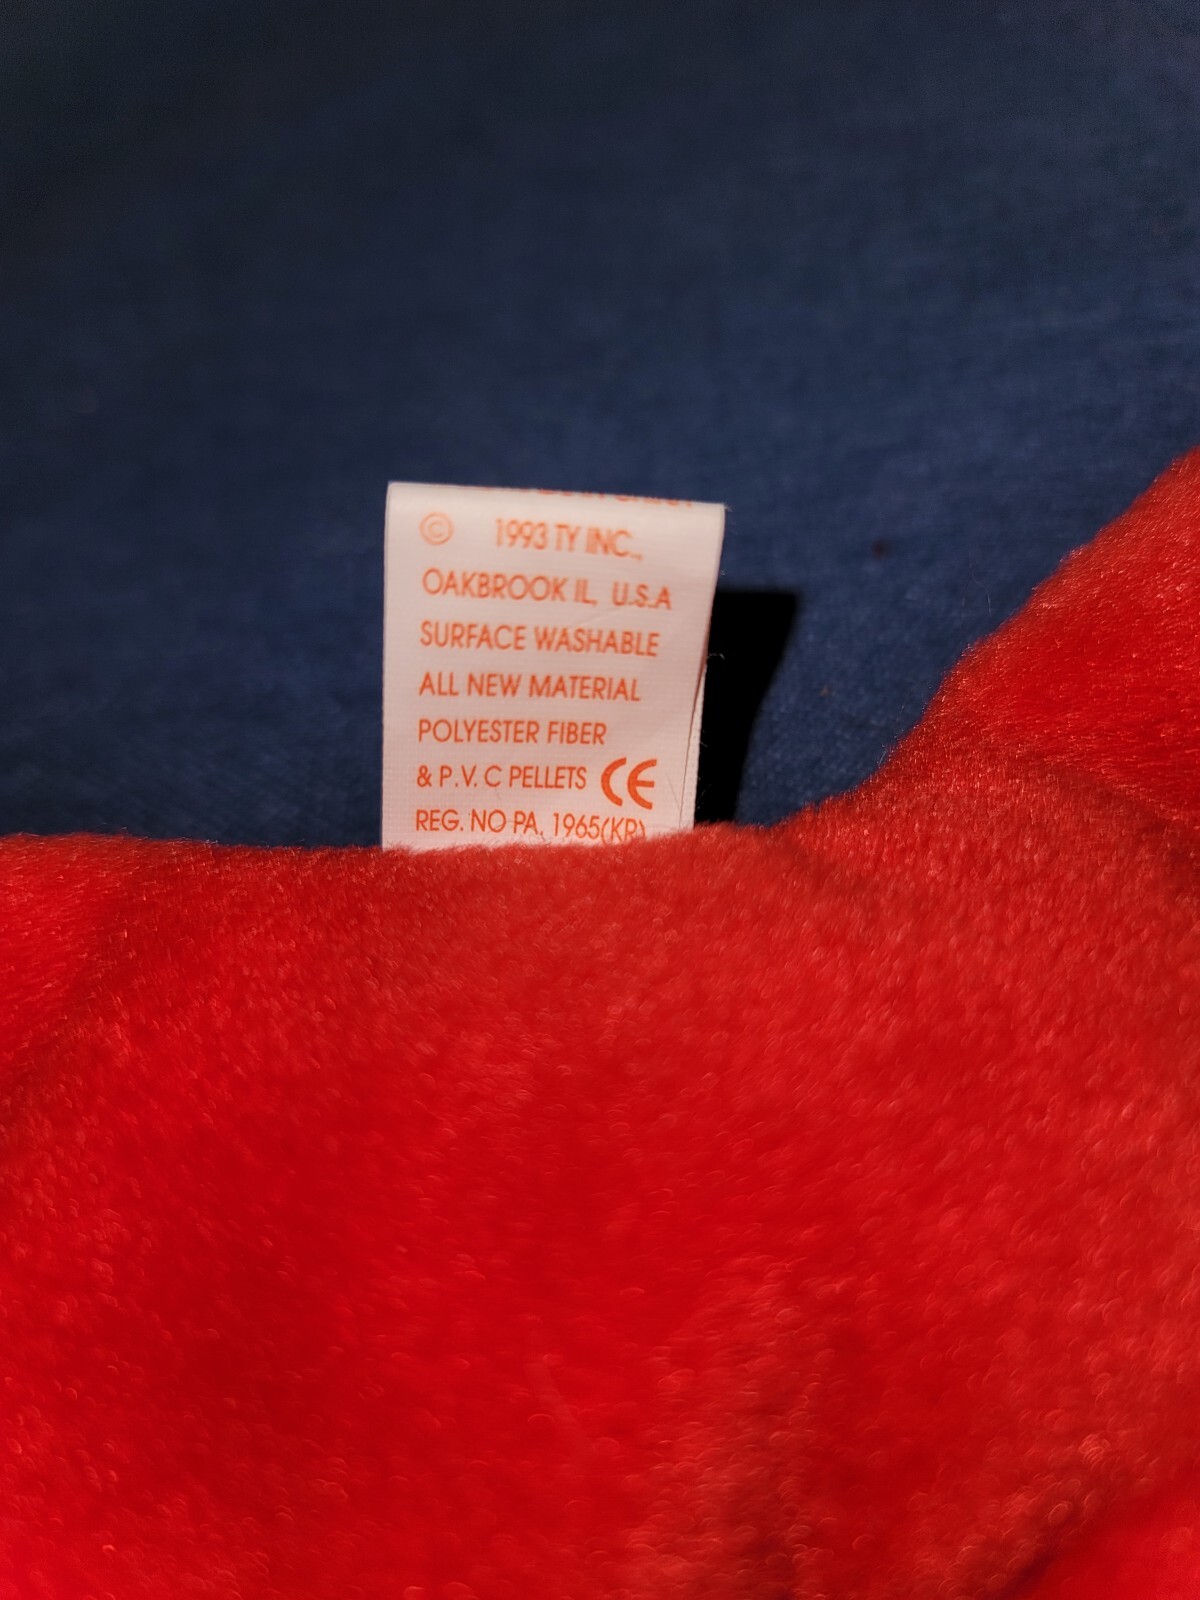 © 1993 TY INC.,
OAKBROOK IL, U.S.A
SURFACE WASHABLE
ALL NEW MATERIAL
POLYESTER FIBER
& P.V. C PELLETS CE
REG. NO PA. 1965(KR)